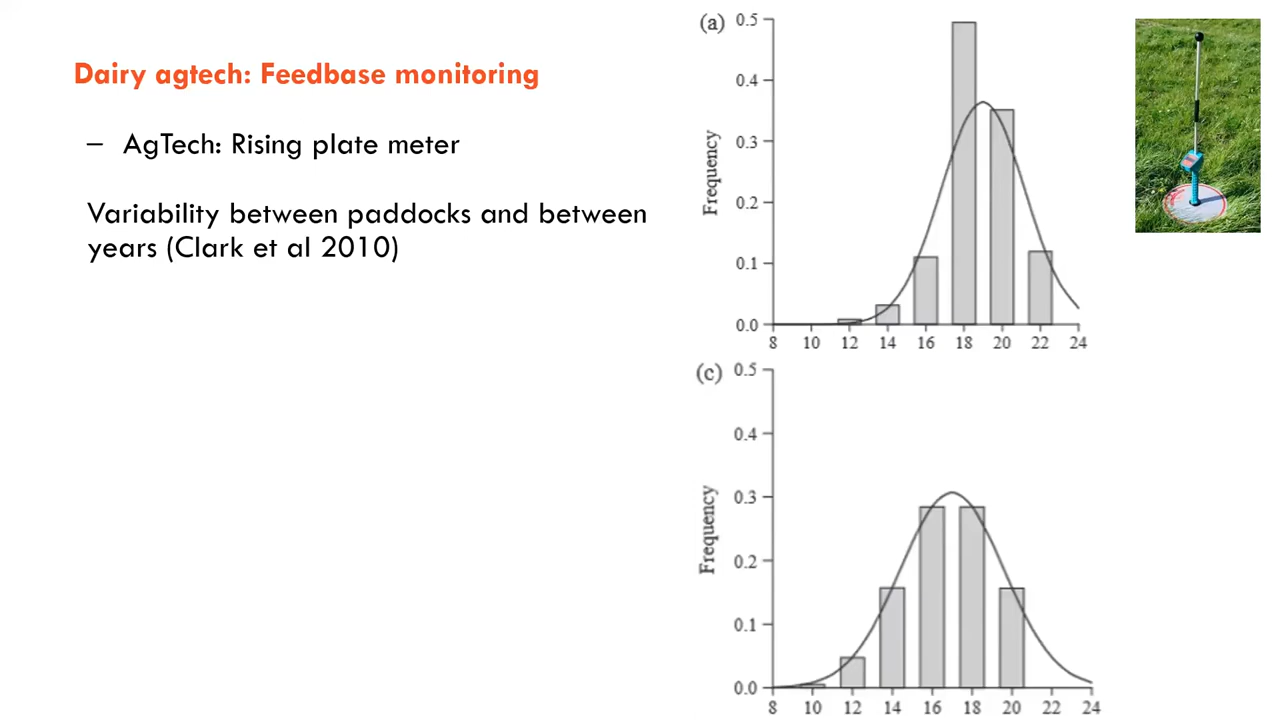 Dairy agtech: Feedbase monitoring
– AgTech: Rising plate meter
Variability between paddocks and between
years (Clark et al 2010)
(a)
Frequency
0.5
0.4
0.3
0.2
0.1
0.0
8 10 12 14 16 18 20 22 24
(c)
Frequency
0.5
0.4
0.3
0.2
0.1
0.0
8 10 12 14 16 18 20 22 24